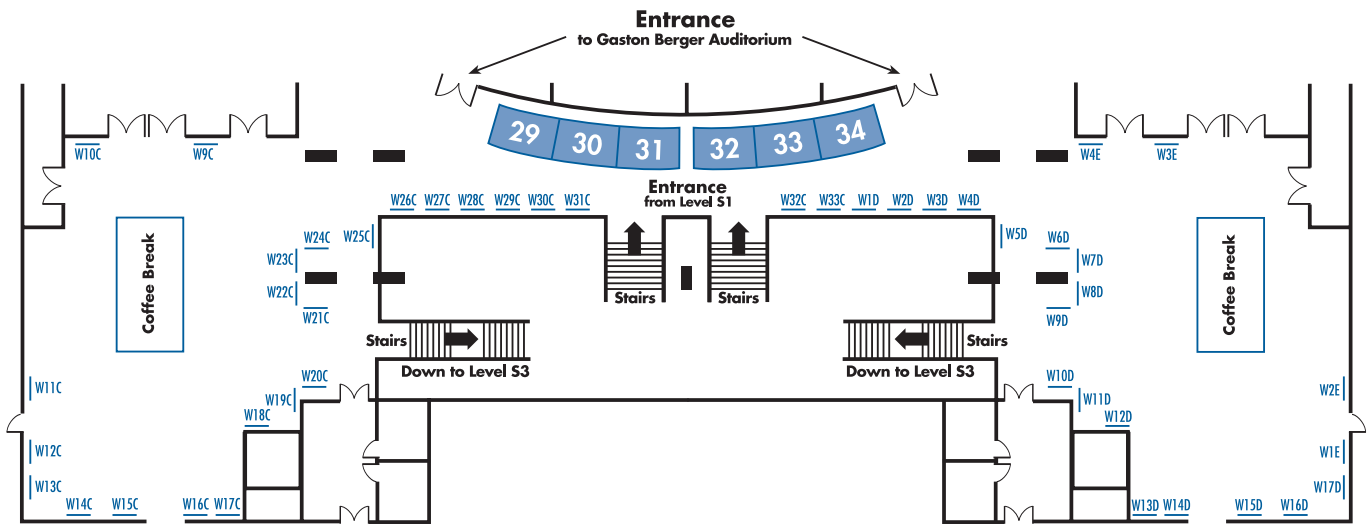 Entrance
to Gaston Berger Auditorium
29 30 31 32 33 34
W10C W9C W4E W3E
Entrance
from Level S1
W26C W27C W28C W29C W30C W31C W32C W33C W1D W2D W3D W4D
W25C W5D
W24C W6D
W23C W7D
W22C W8D
W21C W9D
Coffee Break
Coffee Break
Stairs Stairs
Stairs Stairs
Down to Level S3 Down to Level S3
W20C W10D
W11C W2E
W19C W11D
W18C W12D
W12C W1E
W13C W17D
W14C W15C W16C W17C W13D W14D W15D W16D